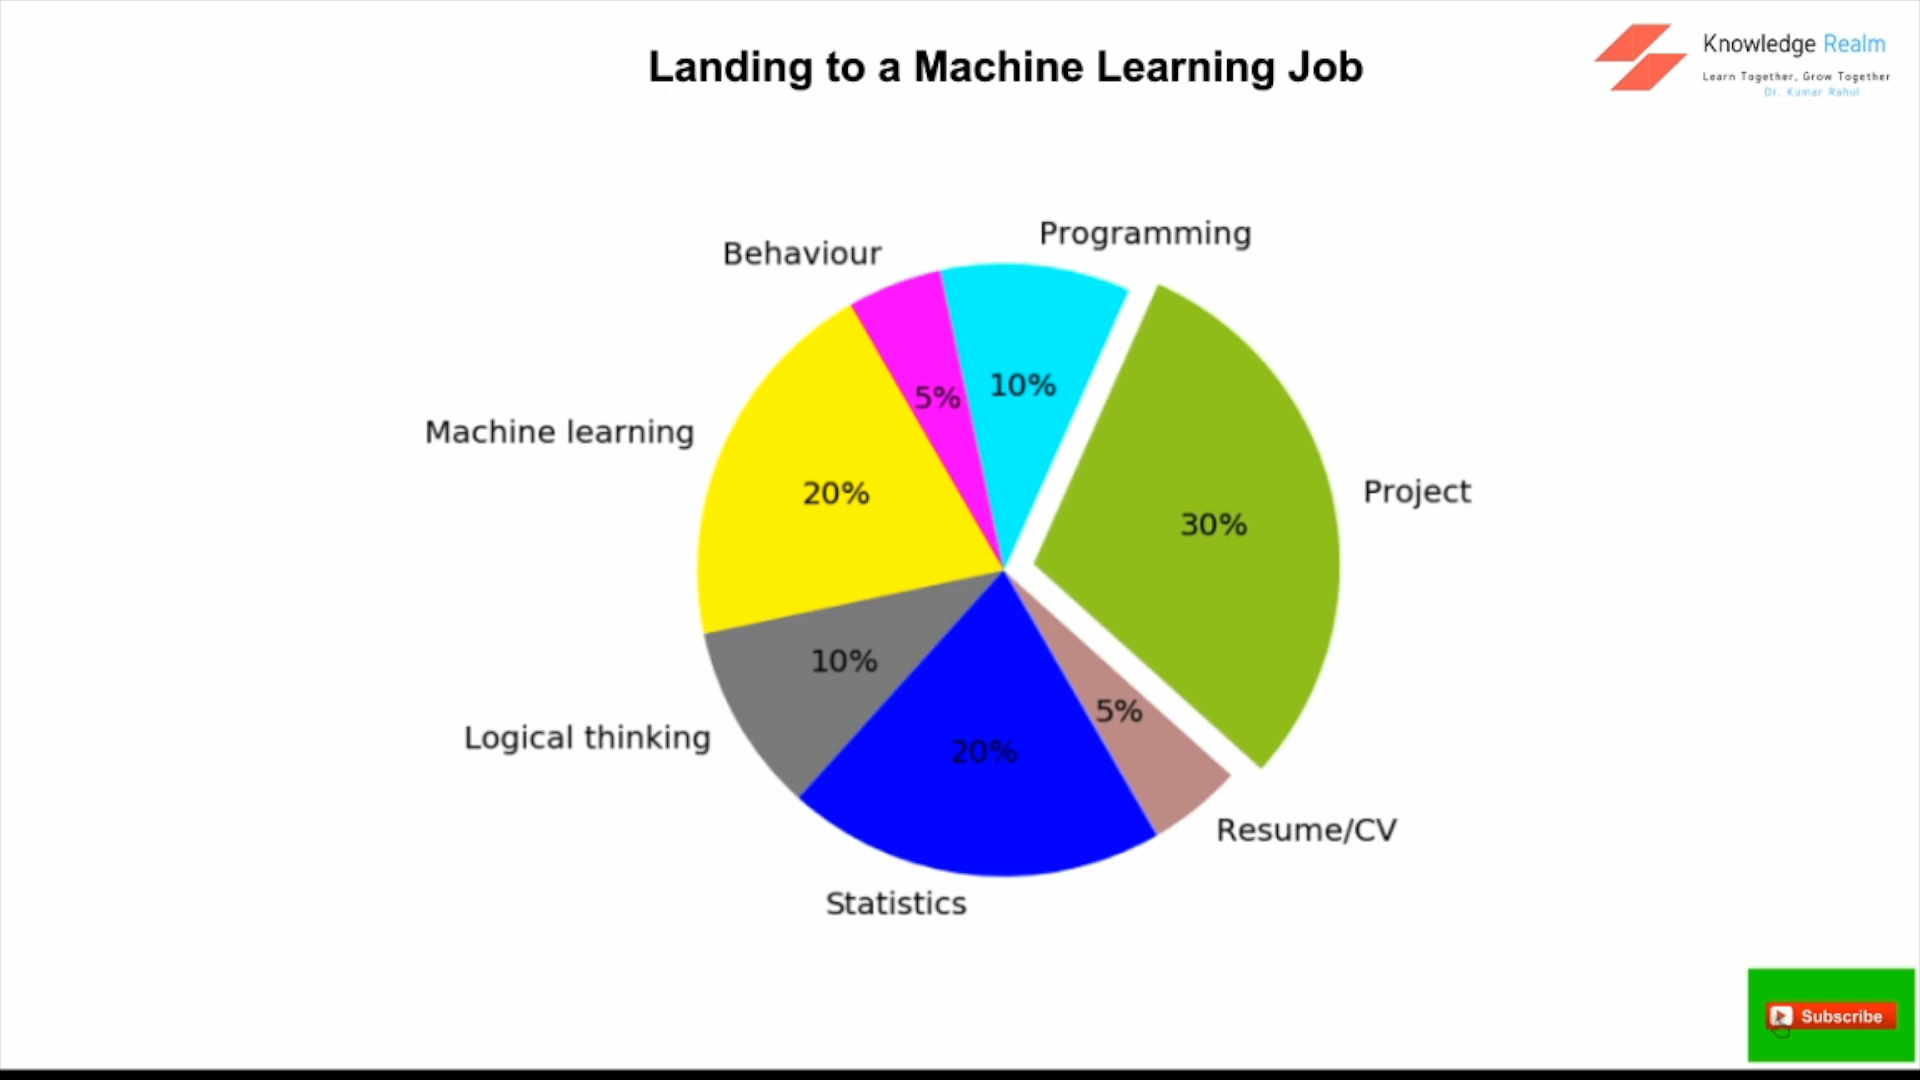 Landing to a Machine Learning Job
Knowledge Realm
Learn Together, Grow Together
Dr. Kumar Rahul
Programming
Behaviour
10%
5%
Machine learning
20%
Project
30%
10%
Logical thinking
5%
20%
Resume/CV
Statistics
Subscribe